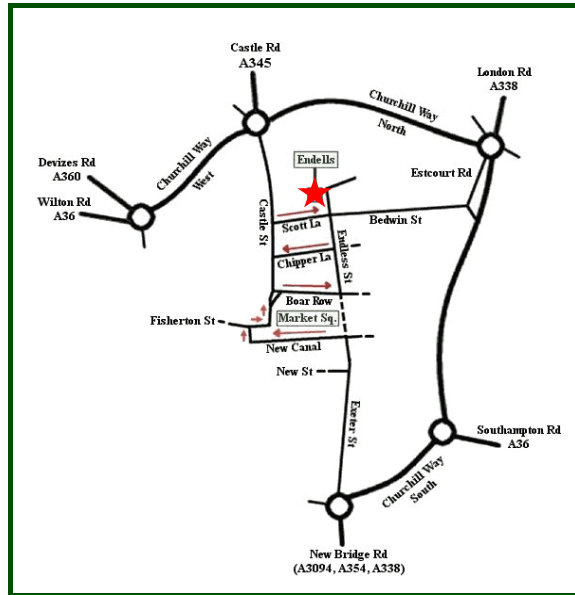 Castle Rd
A345
London Rd
A338
Churchill Way
North
Churchill Way
West
Devizes Rd
A360
Wilton Rd
A36
Endells
Estcourt Rd
Castle St
Scott La
Bedwin St
Chipper La
Endless St
Boar Row
Fisherton St
Market Sq.
New Canal
New St
Exeter St
Southampton Rd
A36
Churchill Way
South
New Bridge Rd
(A3094, A354, A338)